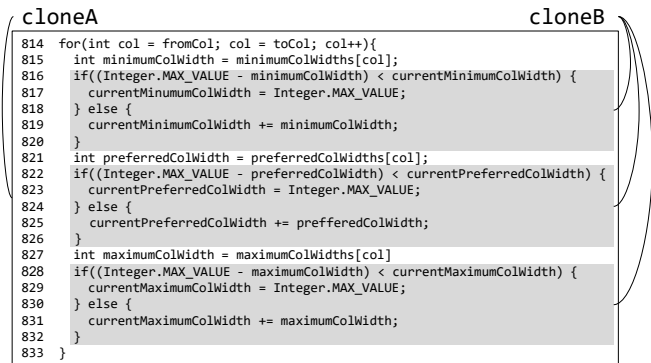 cloneA cloneB
814 for(int col = fromCol; col = toCol; col++){
815 int minimumColWidth = minimumColWidths[col];
816 if((Integer.MAX_VALUE - minimumColWidth) < currentMinimumColWidth) {
817 currentMinumumColWidth = Integer.MAX_VALUE;
818 } else {
819 currentMinimumColWidth += minimumColWidth;
820 }
821 int preferredColWidth = preferredColWidths[col];
822 if((Integer.MAX_VALUE - preferredColWidth) < currentPreferredColWidth) {
823 currentPreferredColWidth = Integer.MAX_VALUE;
824 } else {
825 currentPreferredColWidth += prefferedColWidth;
826 }
827 int maximumColWidth = maximumColWidths[col]
828 if((Integer.MAX_VALUE - maximumColWidth) < currentMaximumColWidth) {
829 currentMaximumColWidth = Integer.MAX_VALUE;
830 } else {
831 currentMaximumColWidth += maximumColWidth;
832 }
833 }